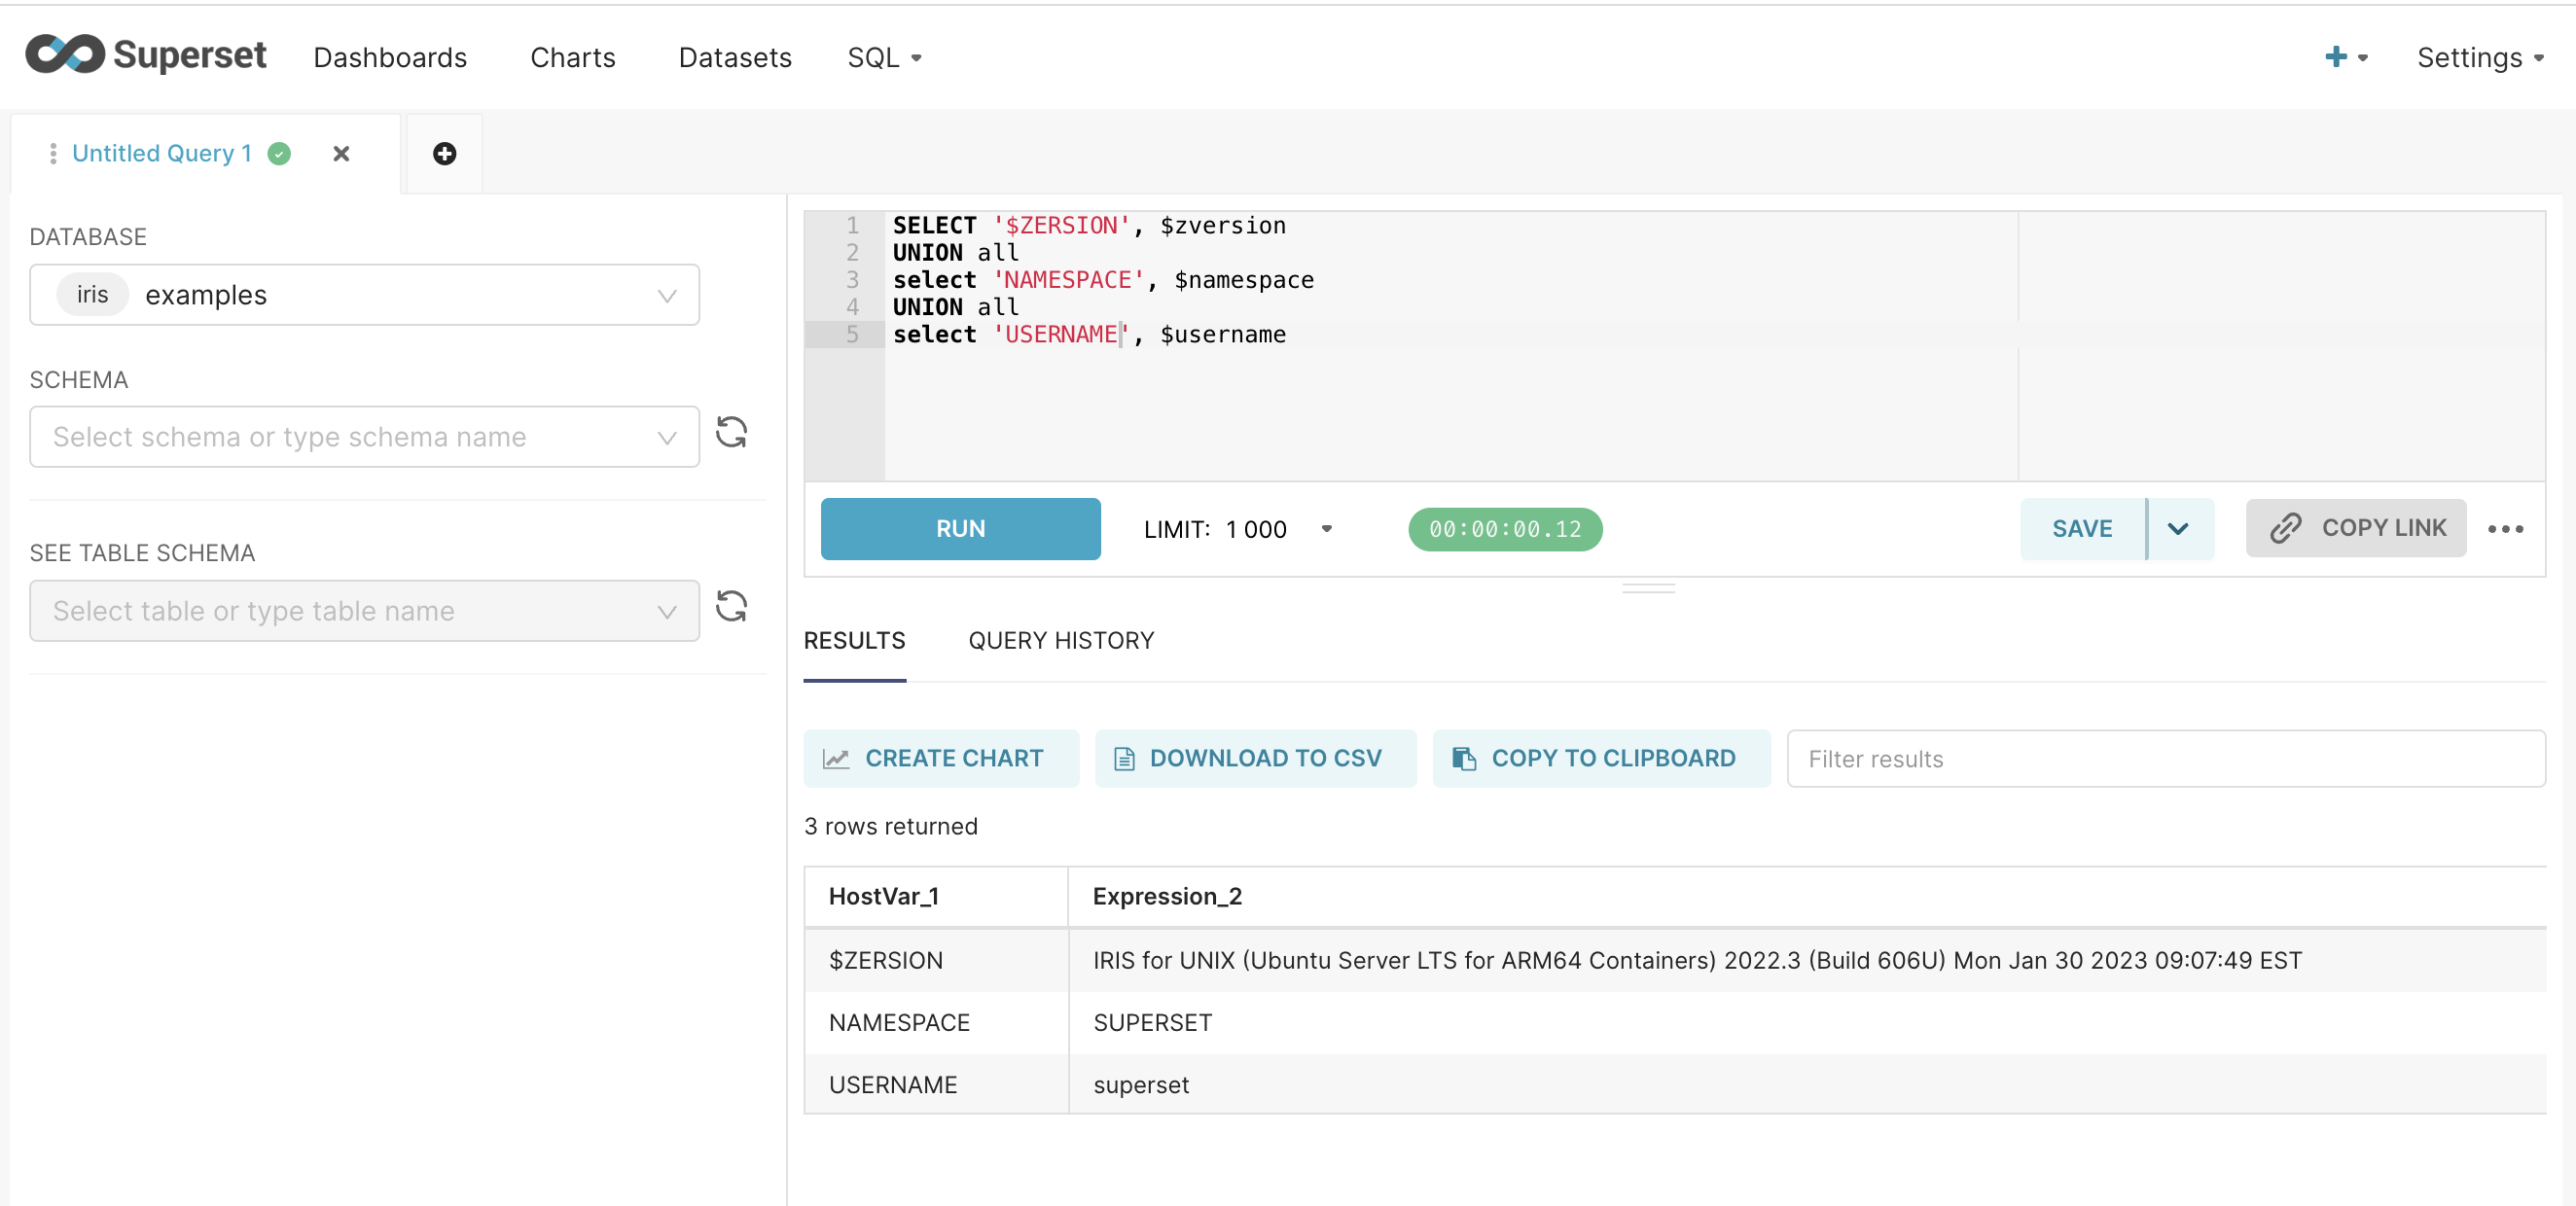 Superset Dashboards Charts Datasets SQL Settings
Untitled Query 1
DATABASE
iris examples
SCHEMA
Select schema or type schema name
SEE TABLE SCHEMA
Select table or type table name
1 SELECT '$ZERSION', $zversion
2 UNION all
3 select 'NAMESPACE', $namespace
4 UNION all
5 select 'USERNAME', $username
RUN LIMIT: 1 000 00:00:00.12 SAVE COPY LINK
RESULTS QUERY HISTORY
CREATE CHART DOWNLOAD TO CSV COPY TO CLIPBOARD Filter results
3 rows returned
HostVar_1 Expression_2
$ZERSION IRIS for UNIX (Ubuntu Server LTS for ARM64 Containers) 2022.3 (Build 606U) Mon Jan 30 2023 09:07:49 EST
NAMESPACE SUPERSET
USERNAME superset